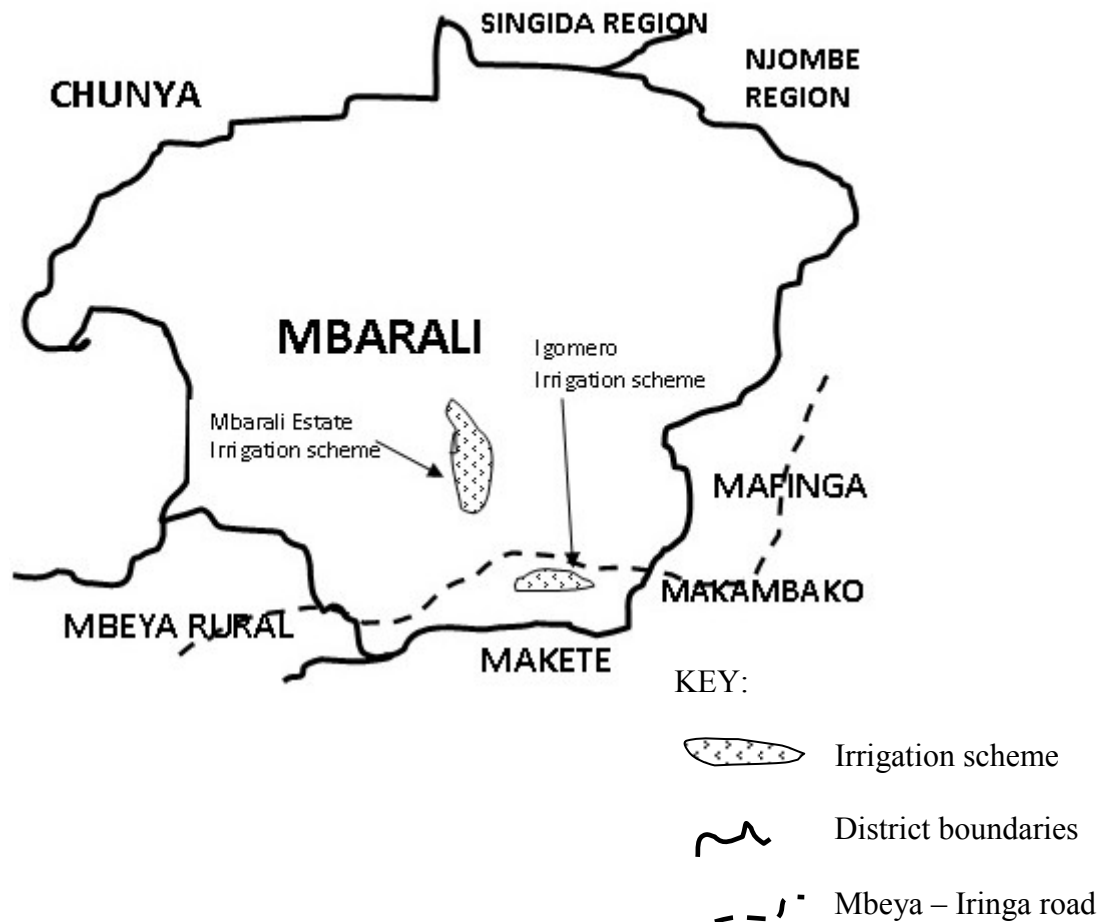 SINGIDA REGION
NJOMBE
REGION
CHUNYA
MBARALI
Igomero
Irrigation scheme
Mbarali Estate
Irrigation scheme
MAFINGA
MAKAMBAKO
MBEYA RURAL
MAKETE
KEY:
Irrigation scheme
District boundaries
Mbeya – Iringa road